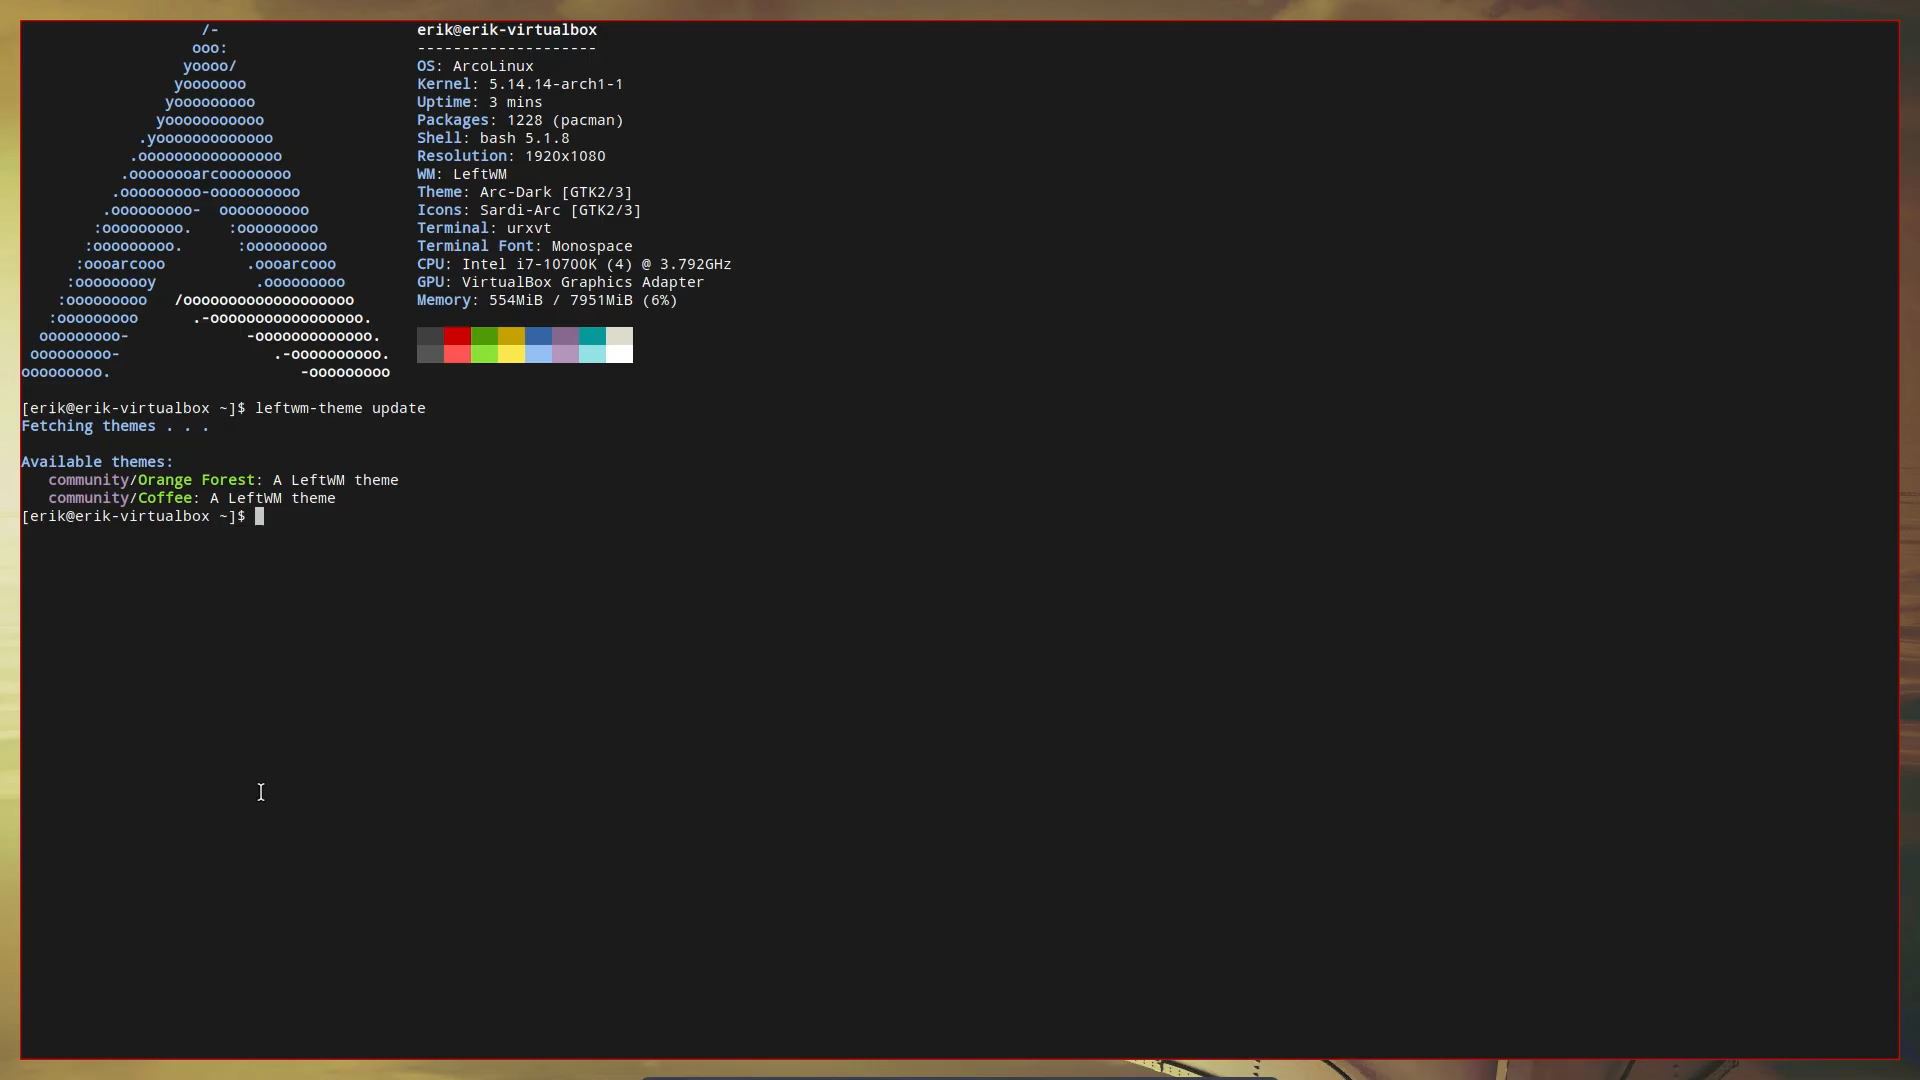 /-
ooo:
yoooo/
yooooooo
yooooooooo
yooooooooooo
.yooooooooooooo
.oooooooooooooooo
.ooooooooarcoooooooo
.ooooooooo-oooooooooo
.ooooooooo-  oooooooooo
:ooooooooo.    :ooooooooo
:ooooooooo.      :ooooooooo
:oooarcooo         .oooarcooo
:ooooooooy           .ooooooooo
:ooooooooo   /ooooooooooooooooooo
:ooooooooo      .-ooooooooooooooooo.
ooooooooo-             -ooooooooooooo.
ooooooooo-                 .-oooooooooo.
ooooooooo.                     -ooooooooo
erik@erik-virtualbox
--------------------
OS: ArcoLinux
Kernel: 5.14.14-arch1-1
Uptime: 3 mins
Packages: 1228 (pacman)
Shell: bash 5.1.8
Resolution: 1920x1080
WM: LeftWM
Theme: Arc-Dark [GTK2/3]
Icons: Sardi-Arc [GTK2/3]
Terminal: urxvt
Terminal Font: Monospace
CPU: Intel i7-10700K (4) @ 3.792GHz
GPU: VirtualBox Graphics Adapter
Memory: 554MiB / 7951MiB (6%)
[erik@erik-virtualbox ~]$ leftwm-theme update
Fetching themes . . .
Available themes:
community/Orange Forest: A LeftWM theme
community/Coffee: A LeftWM theme
[erik@erik-virtualbox ~]$